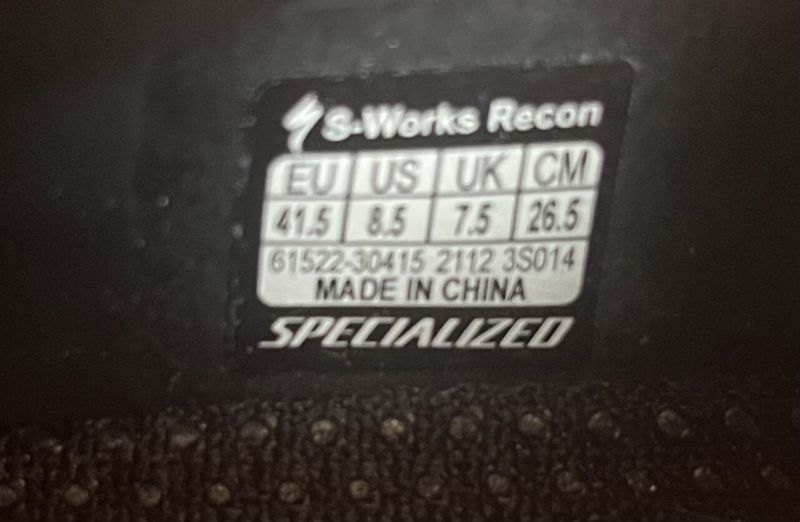 S-Works Recon
EU US UK CM
41.5 8.5 7.5 26.5
61522-30415 2112 3S014
MADE IN CHINA
SPECIALIZED